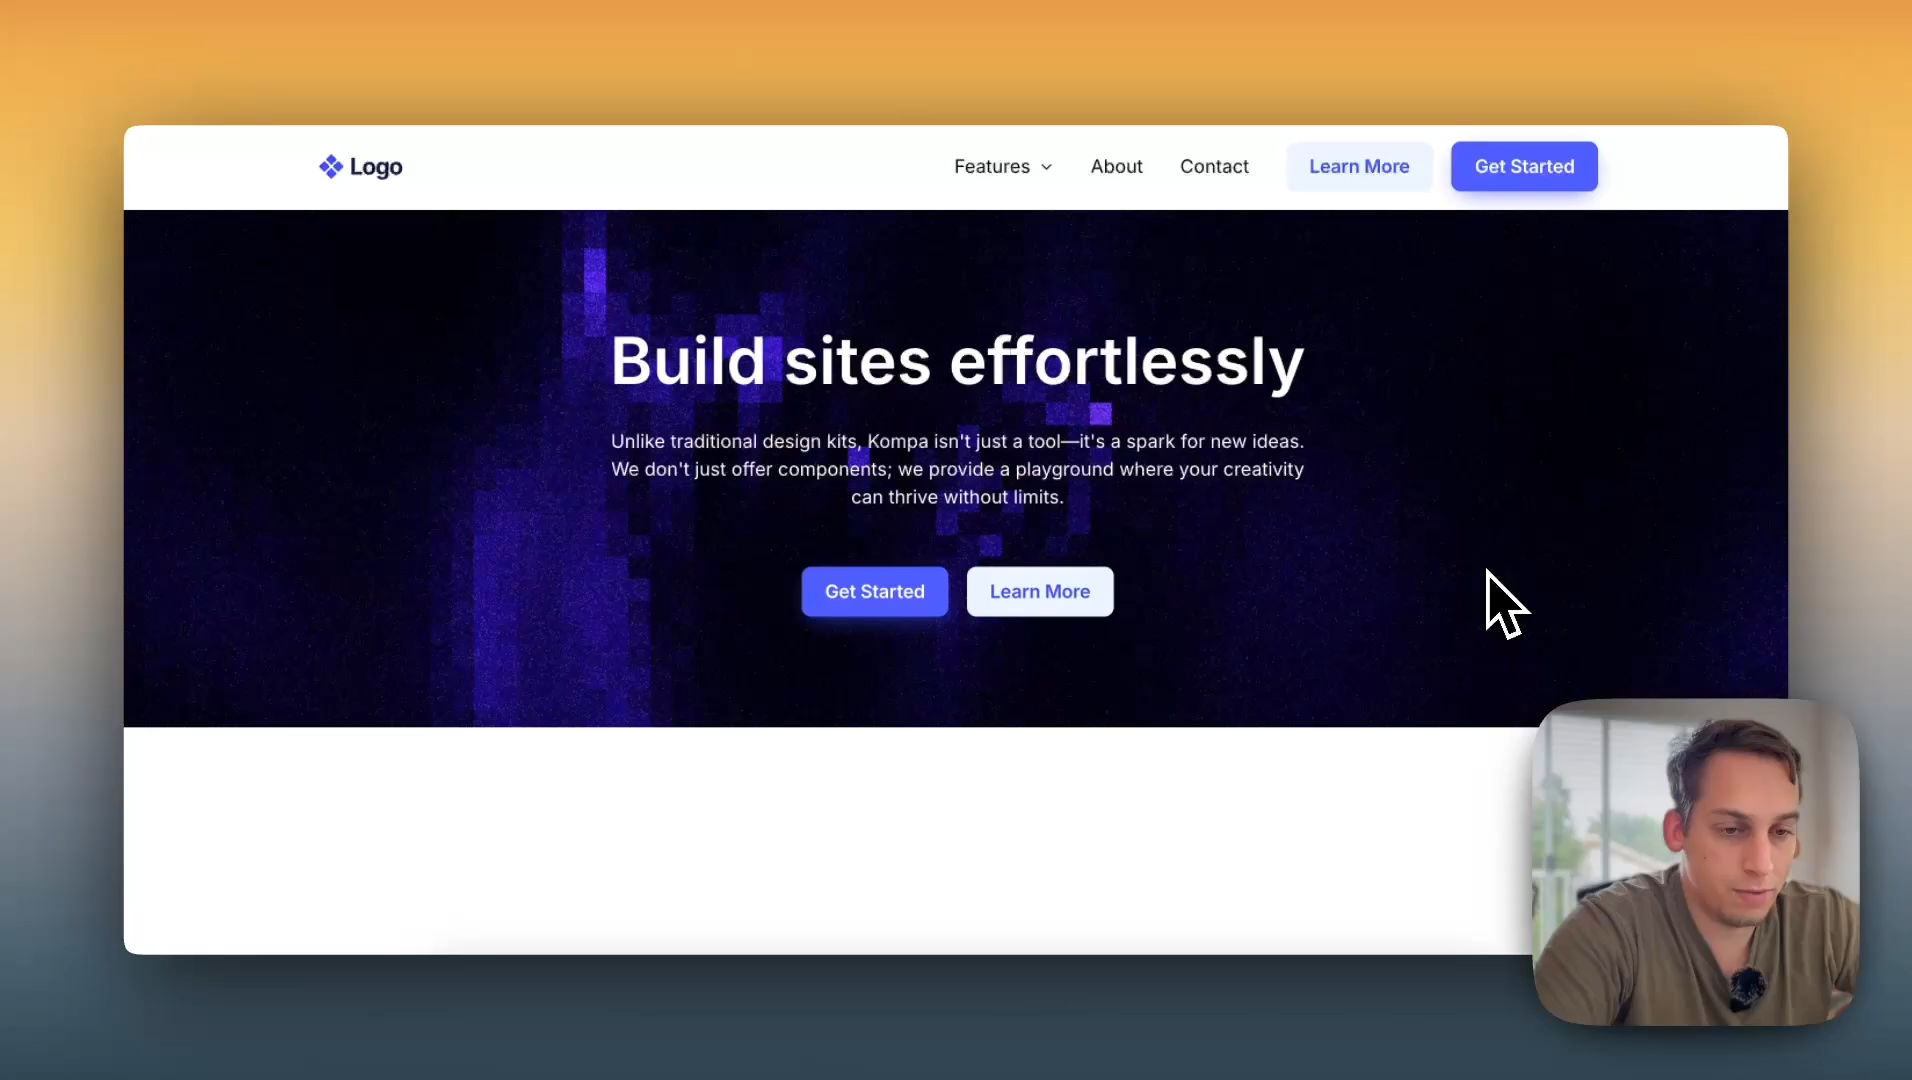 Logo
Features
About
Contact
Learn More
Get Started
Build sites effortlessly
Unlike traditional design kits, Kompa isn't just a tool—it's a spark for new ideas.
We don't just offer components; we provide a playground where your creativity
can thrive without limits.
Get Started
Learn More